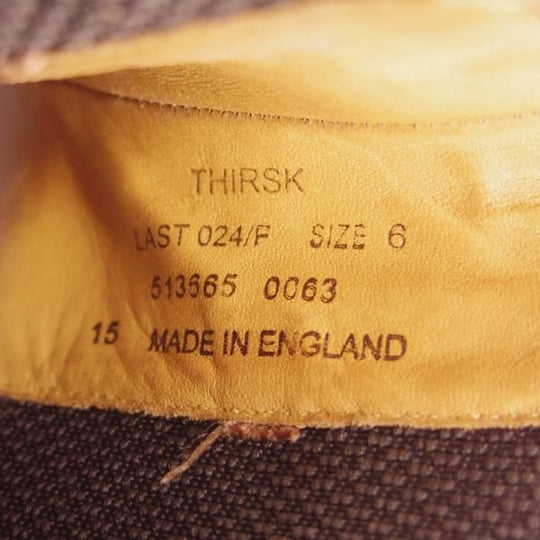 THIRSK
LAST 024/F SIZE 6
513665 0063
15 MADE IN ENGLAND